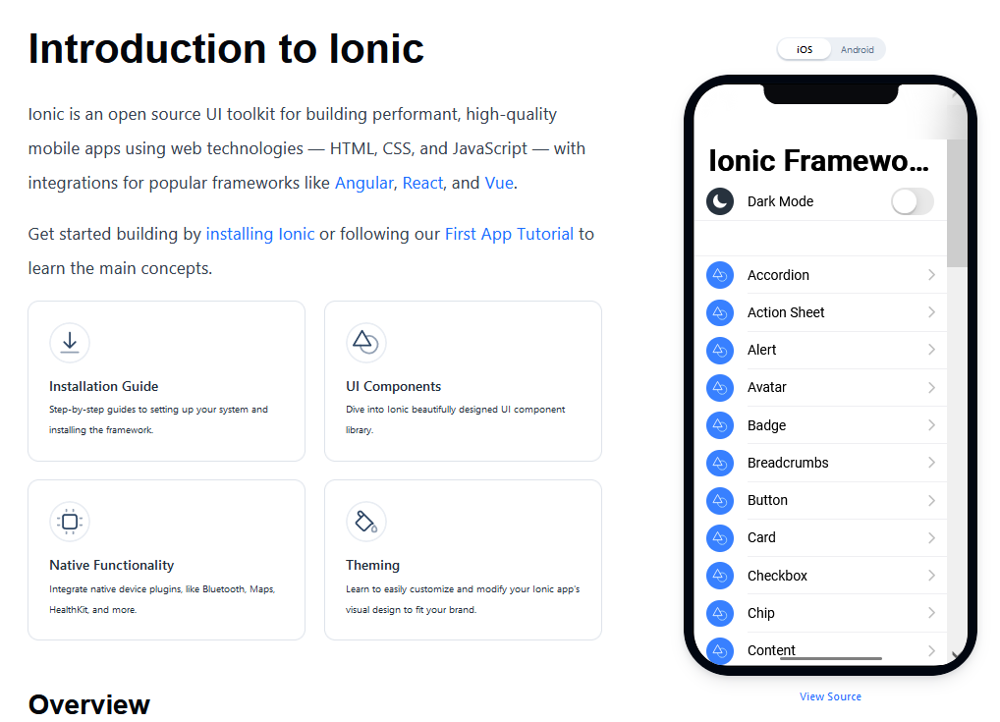 Introduction to Ionic
Ionic is an open source UI toolkit for building performant, high-quality
mobile apps using web technologies — HTML, CSS, and JavaScript — with
integrations for popular frameworks like Angular, React, and Vue.
Get started building by installing Ionic or following our First App Tutorial to
learn the main concepts.
Installation Guide
Step-by-step guides to setting up your system and
installing the framework.
UI Components
Dive into Ionic beautifully designed UI component
library.
Native Functionality
Integrate native device plugins, like Bluetooth, Maps,
HealthKit, and more.
Theming
Learn to easily customize and modify your Ionic app's
visual design to fit your brand.
Overview
iOS Android
Ionic Framewo...
Dark Mode
Accordion
Action Sheet
Alert
Avatar
Badge
Breadcrumbs
Button
Card
Checkbox
Chip
Content
View Source